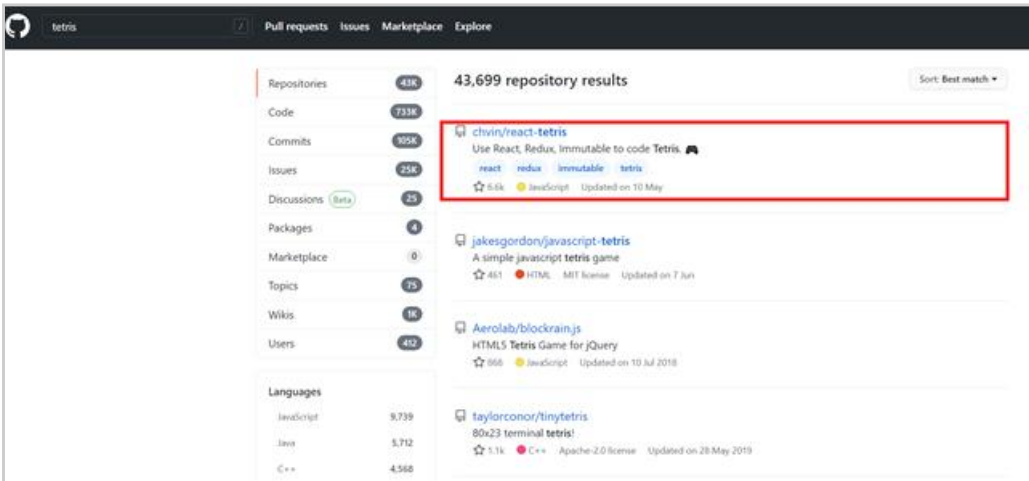 tetris / Pull requests Issues Marketplace Explore
Repositories 43K
Code 733K
Commits 105K
Issues 25K
Discussions Beta 25
Packages 0
Marketplace 0
Topics 75
Wikis 1K
Users 412
Languages
JavaScript 9,739
Java 5,712
C++ 4,568
43,699 repository results
Sort: Best match
chvin/react-tetris
Use React, Redux, Immutable to code Tetris.
react redux immutable tetris
6.6k JavaScript Updated on 10 May
jakesgordon/javascript-tetris
A simple javascript tetris game
461 HTML MIT license Updated on 7 Jun
Aerolab/blockrain.js
HTML5 Tetris Game for jQuery
866 JavaScript Updated on 10 Jul 2018
taylorconor/tinytetris
80x23 terminal tetris!
1.1k C++ Apache-2.0 license Updated on 28 May 2019